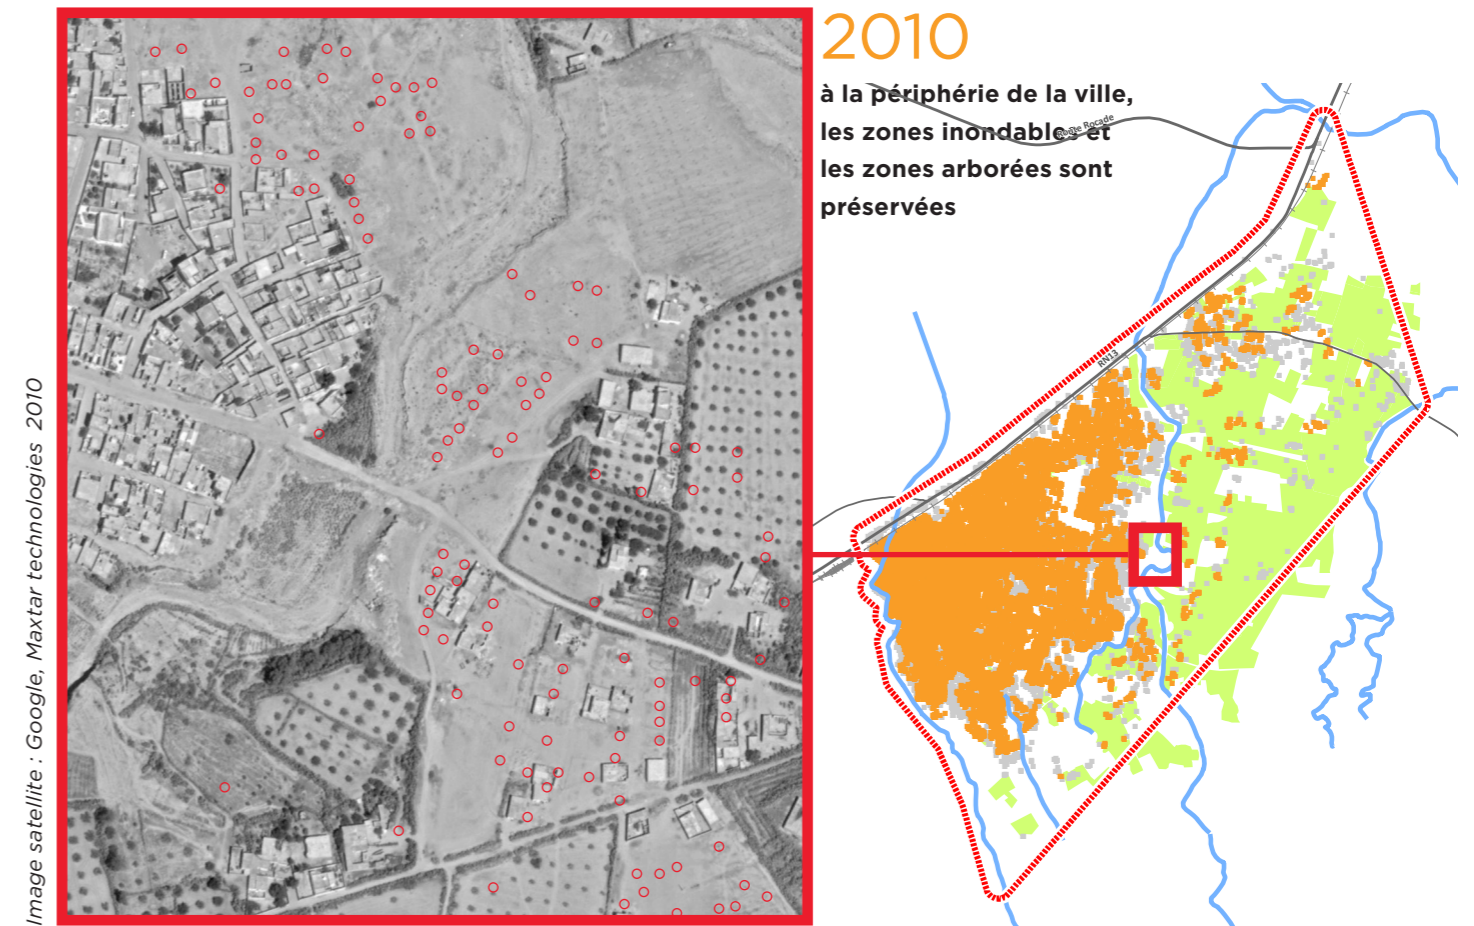 2010
à la périphérie de la ville,
les zones inondables et
les zones arborées sont
préservées
Route Rocade
RN13
Image satellite : Google, Maxtar technologies 2010